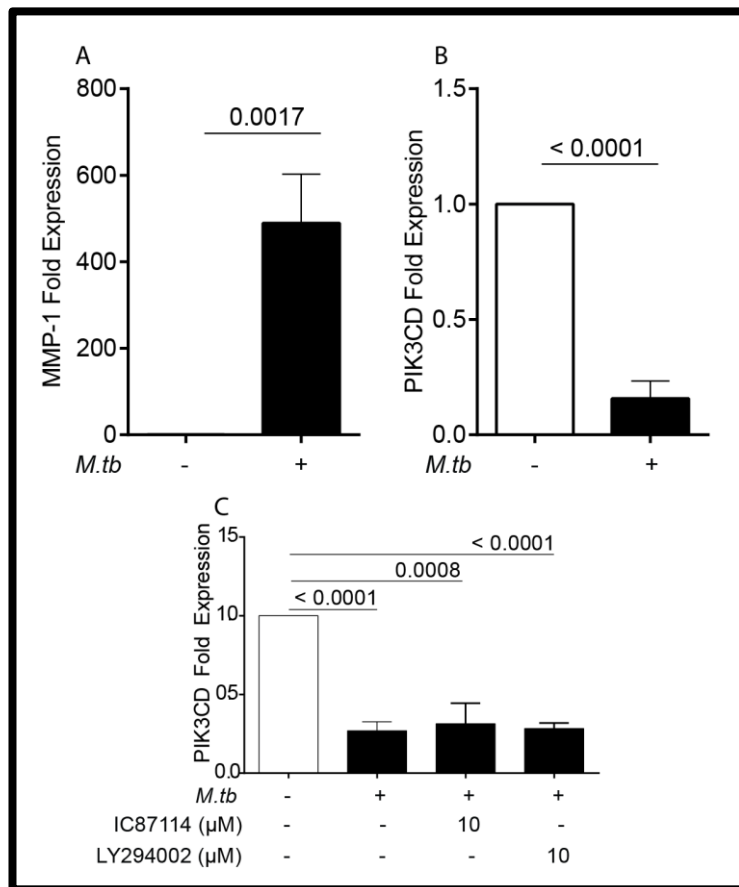 A
MMP-1 Fold Expression
800
600
400
200
0
0.0017
M.tb - +
B
PIK3CD Fold Expression
1.5
1.0
0.5
0.0
< 0.0001
M.tb - +
C
PIK3CD Fold Expression
15
10
05
0.0
< 0.0001
0.0008
< 0.0001
M.tb - + + +
IC87114 (µM) - - 10 -
LY294002 (µM) - - - 10